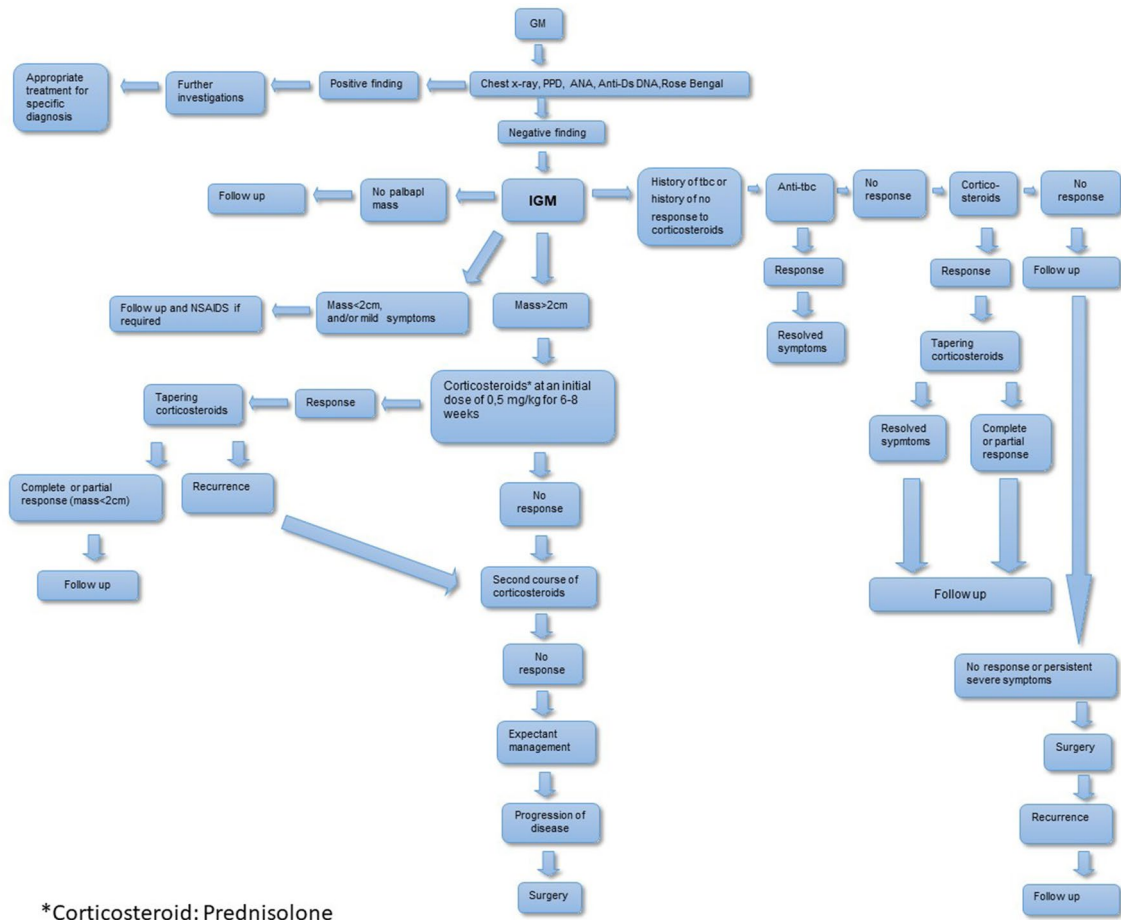 GM
Appropriate
treatment for
specific
diagnosis
Further
investigations
Positive finding
Chest x-ray, PPD, ANA, Anti-Ds DNA,Rose Bengal
Negative finding
Follow up
No palbapl
mass
IGM
History of tbc or
history of no
response to
corticosteroids
Anti-tbc
No
response
Cortico-
steroids
No
response
Response
Response
Follow up
Follow up and NSAIDS if
required
Mass<2cm,
and/or mild symptoms
Mass>2cm
Resolved
symptoms
Tapering
corticosteroids
Tapering
corticosteroids
Response
Corticosteroids* at an initial
dose of 0,5 mg/kg for 6-8
weeks
Resolved
sypmtoms
Complete
or partial
response
Complete or partial
response (mass<2cm)
Recurrence
No
response
Follow up
Second course of
corticosteroids
Follow up
No
response
No response or persistent
severe symptoms
Expectant
management
Surgery
Progression of
disease
Recurrence
Surgery
Follow up
*Corticosteroid: Prednisolone